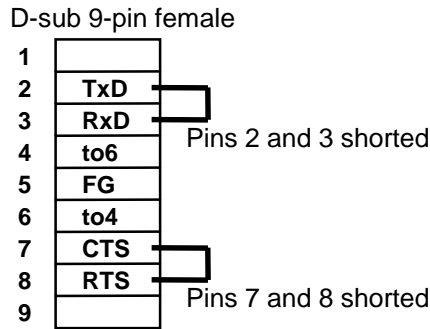 D-sub 9-pin female
1
2 TxD
3 RxD
Pins 2 and 3 shorted
4 to6
5 FG
6 to4
7 CTS
8 RTS
Pins 7 and 8 shorted
9